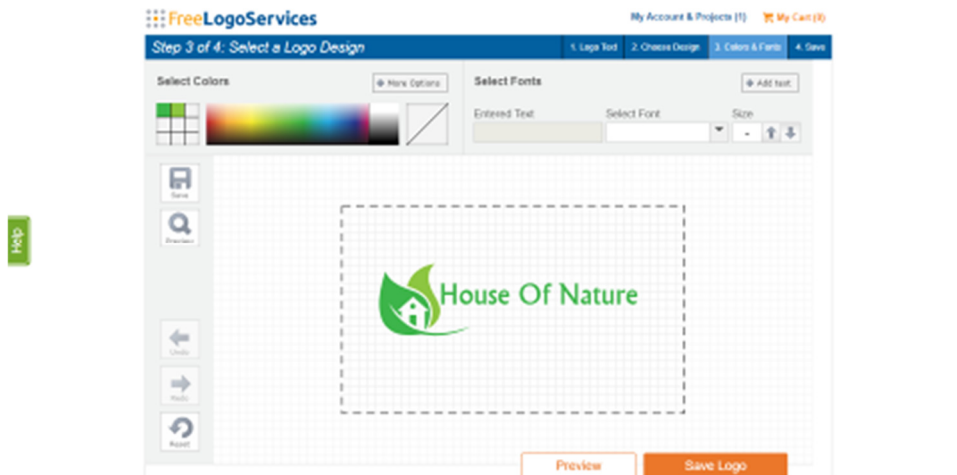 FreeLogoServices
My Account & Projects (1)
My Cart (0)
Step 3 of 4: Select a Logo Design
1. Logo Text
2. Choose Design
3. Colors & Fonts
4. Save
Select Colors
More Options
Select Fonts
Add text
Entered Text
Select Font
Size
Save
Preview
Help
House Of Nature
Undo
Redo
Reset
Preview
Save Logo